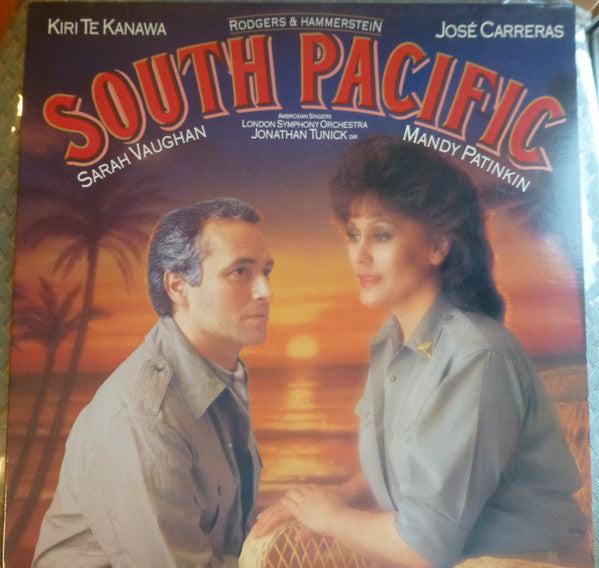 KIRI TE KANAWA
RODGERS & HAMMERSTEIN
JOSÉ CARRERAS
SOUTH PACIFIC
SARAH VAUGHAN
AMBROSIAN SINGERS
LONDON SYMPHONY ORCHESTRA
JONATHAN TUNICK DIR
MANDY PATINKIN